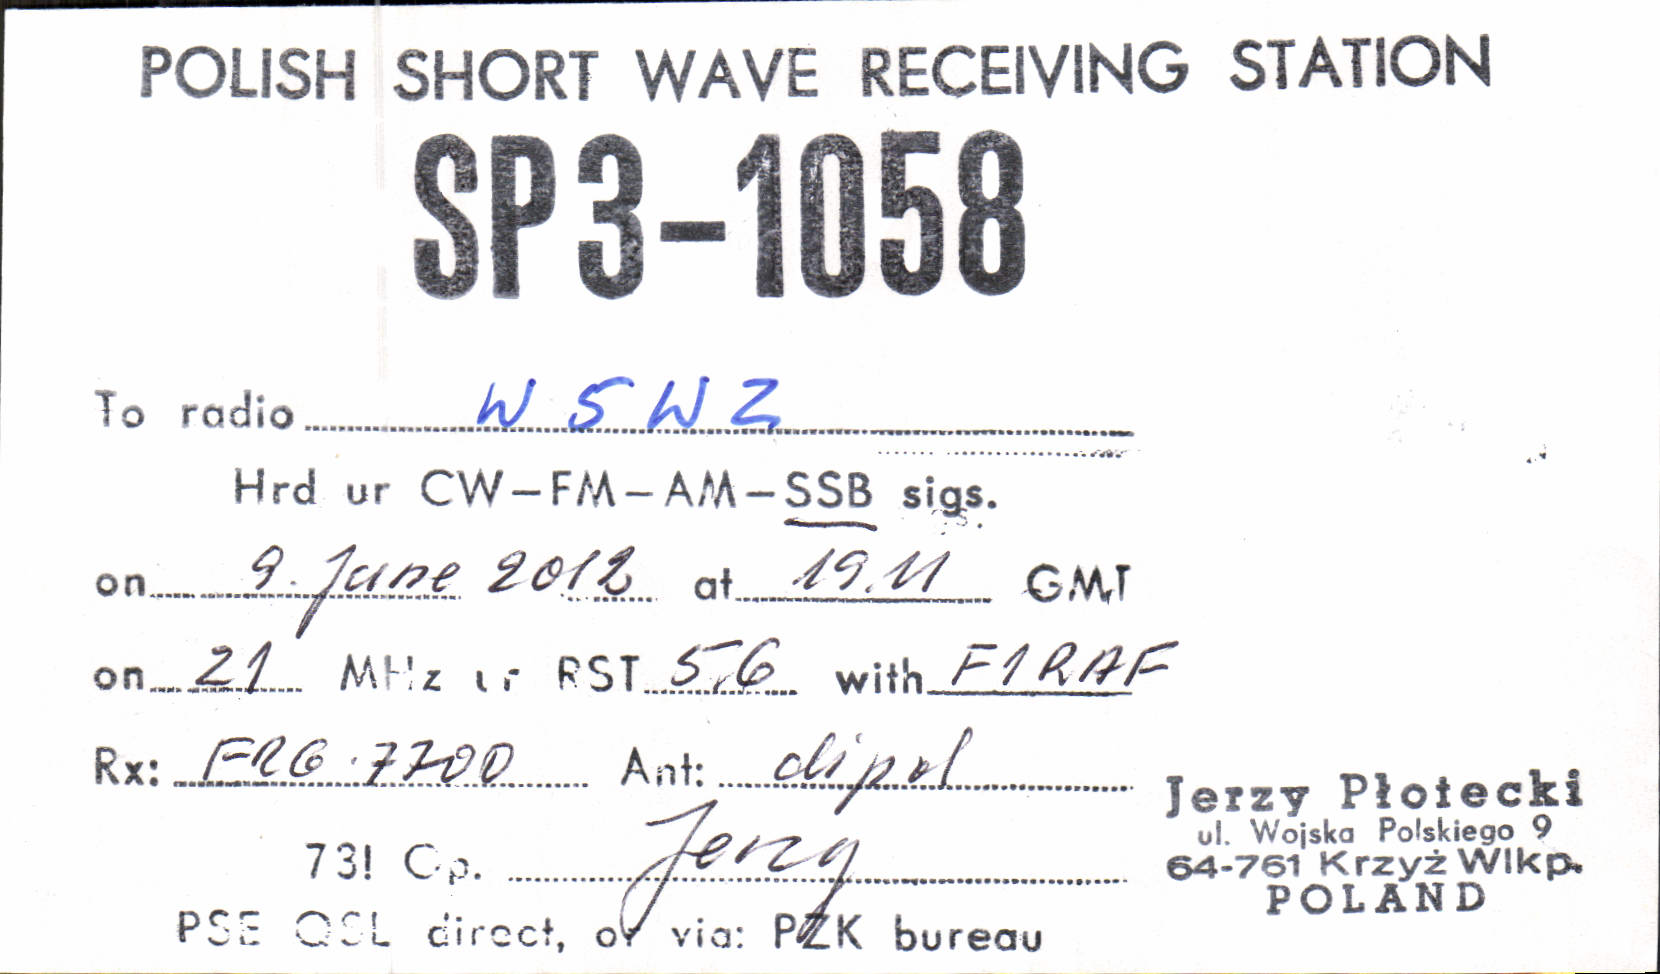 POLISH SHORT WAVE RECEIVING STATION
SP3-1058
To radio W5WZ
Hrd ur CW-FM-AM-SSB sigs.
on 9. June 2012 at 19.11 GMT
on 21 MHz ur RST 5,6 with F1RAF
Rx: FRG-7700 Ant: dipol
73! Op. Jerzy
PSE QSL direct, or via: PZK bureau
Jerzy Płotecki
ul. Wojska Polskiego 9
64-761 Krzyż Wlkp.
POLAND